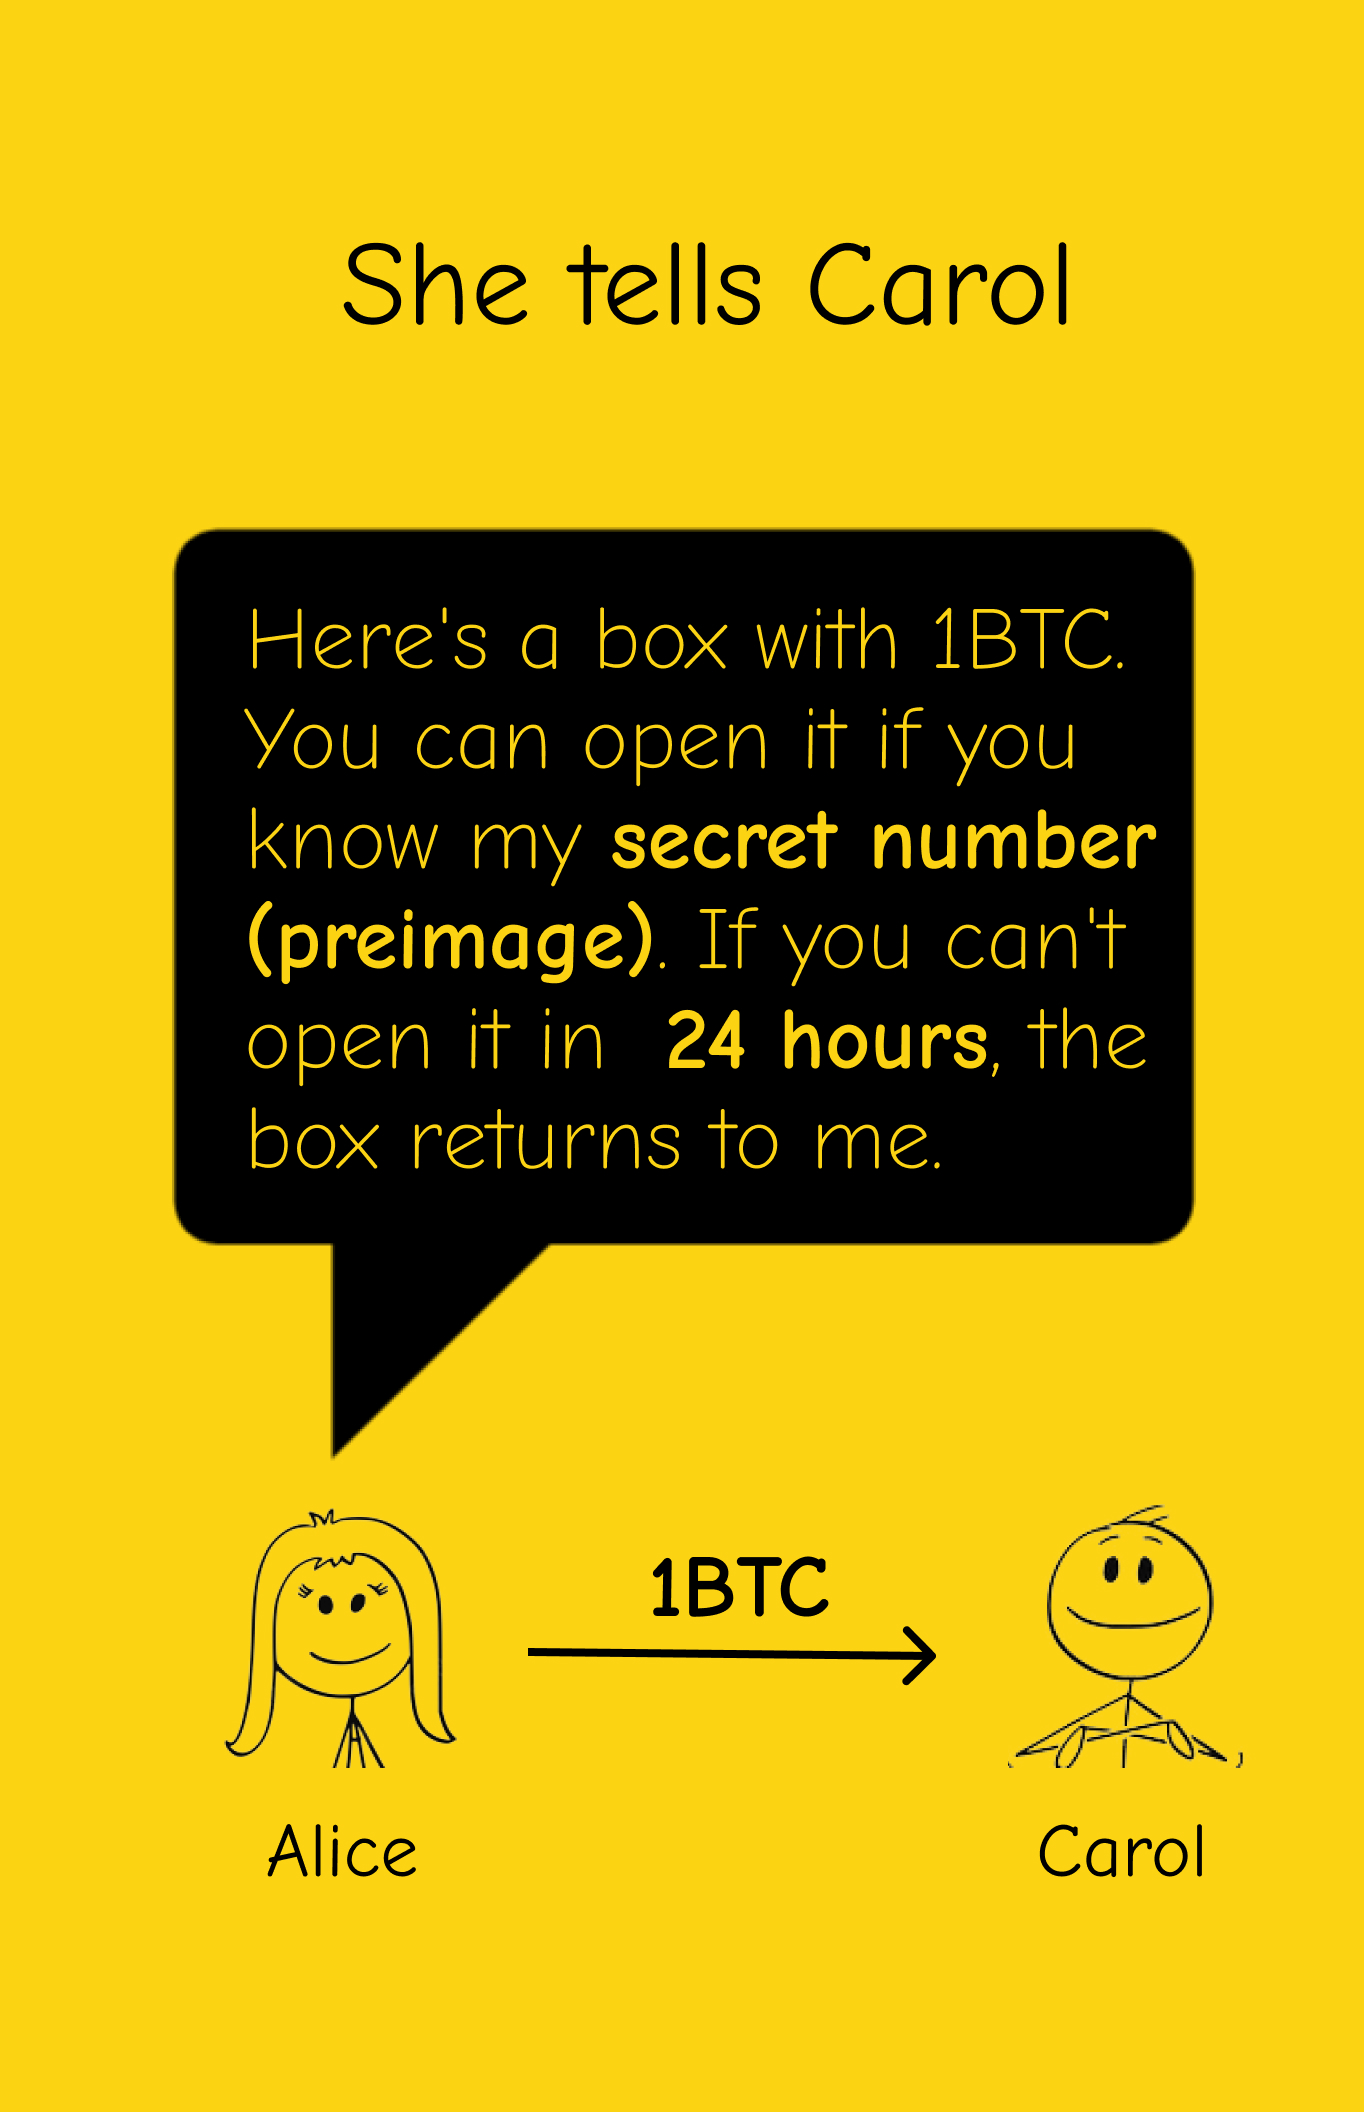 She tells Carol
Here's a box with 1BTC.
You can open it if you
know my secret number
(preimage). If you can't
open it in 24 hours, the
box returns to me.
1BTC
Alice
Carol